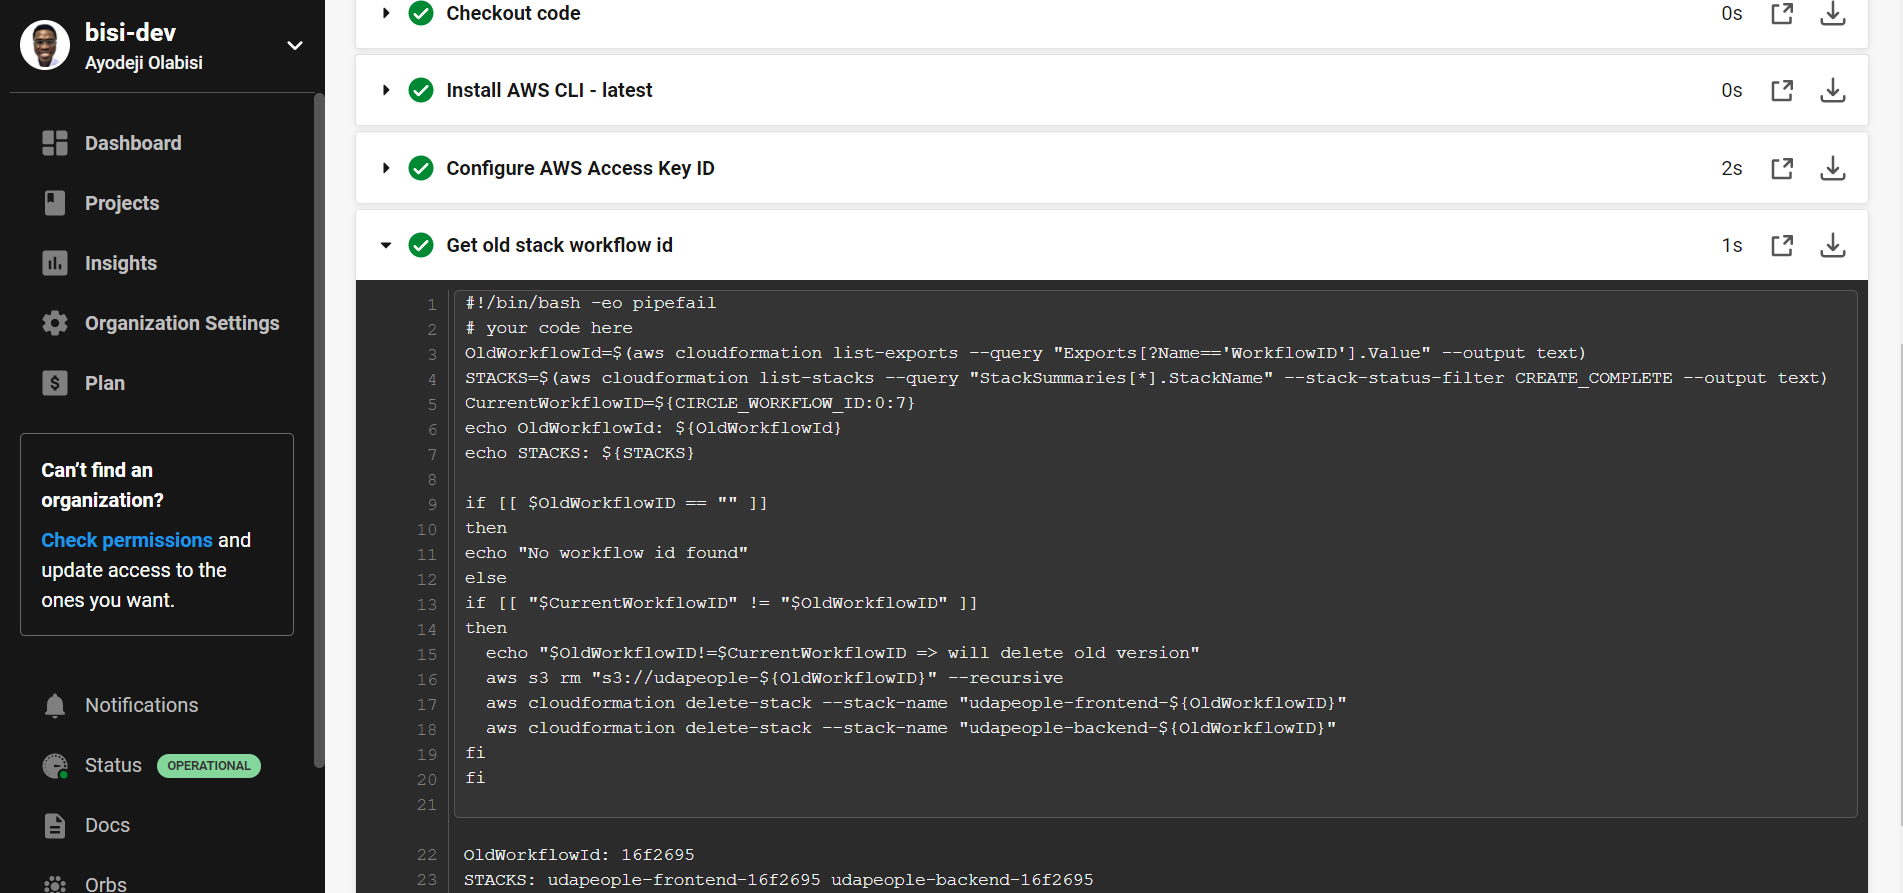 bisi-dev
Ayodeji Olabisi
Dashboard
Projects
Insights
Organization Settings
Plan
Can't find an
organization?
Check permissions and
update access to the
ones you want.
Notifications
Status OPERATIONAL
Docs
Orbs
Checkout code 0s
Install AWS CLI - latest 0s
Configure AWS Access Key ID 2s
Get old stack workflow id 1s
1 #!/bin/bash -eo pipefail
2 # your code here
3 OldWorkflowId=$(aws cloudformation list-exports --query "Exports[?Name=='WorkflowID'].Value" --output text)
4 STACKS=$(aws cloudformation list-stacks --query "StackSummaries[*].StackName" --stack-status-filter CREATE_COMPLETE --output text)
5 CurrentWorkflowID=${CIRCLE_WORKFLOW_ID:0:7}
6 echo OldWorkflowId: ${OldWorkflowId}
7 echo STACKS: ${STACKS}
8
9 if [[ $OldWorkflowID == "" ]]
10 then
11 echo "No workflow id found"
12 else
13 if [[ "$CurrentWorkflowID" != "$OldWorkflowID" ]]
14 then
15   echo "$OldWorkflowID!=$CurrentWorkflowID => will delete old version"
16   aws s3 rm "s3://udapeople-${OldWorkflowID}" --recursive
17   aws cloudformation delete-stack --stack-name "udapeople-frontend-${OldWorkflowID}"
18   aws cloudformation delete-stack --stack-name "udapeople-backend-${OldWorkflowID}"
19 fi
20 fi
21
22 OldWorkflowId: 16f2695
23 STACKS: udapeople-frontend-16f2695 udapeople-backend-16f2695